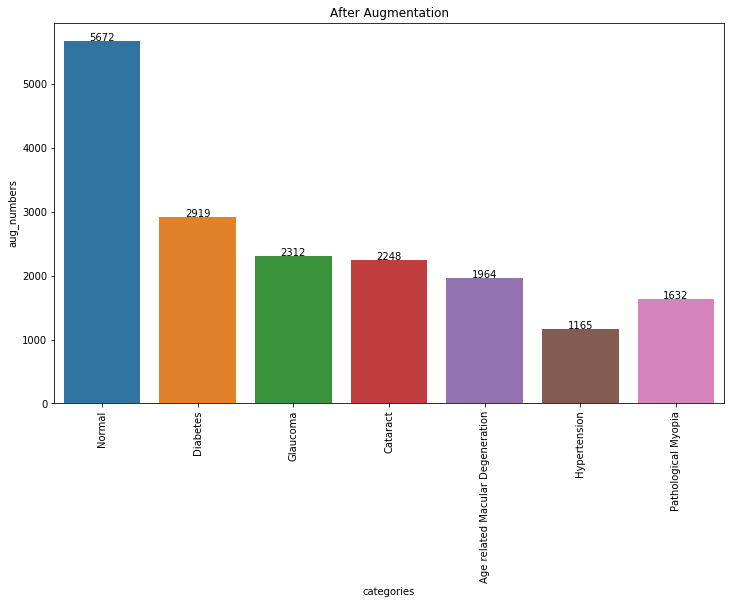 After Augmentation
aug_numbers
5000
4000
3000
2000
1000
0
5672
2919
2312
2248
1964
1165
1632
Normal
Diabetes
Glaucoma
Cataract
Age related Macular Degeneration
Hypertension
Pathological Myopia
categories